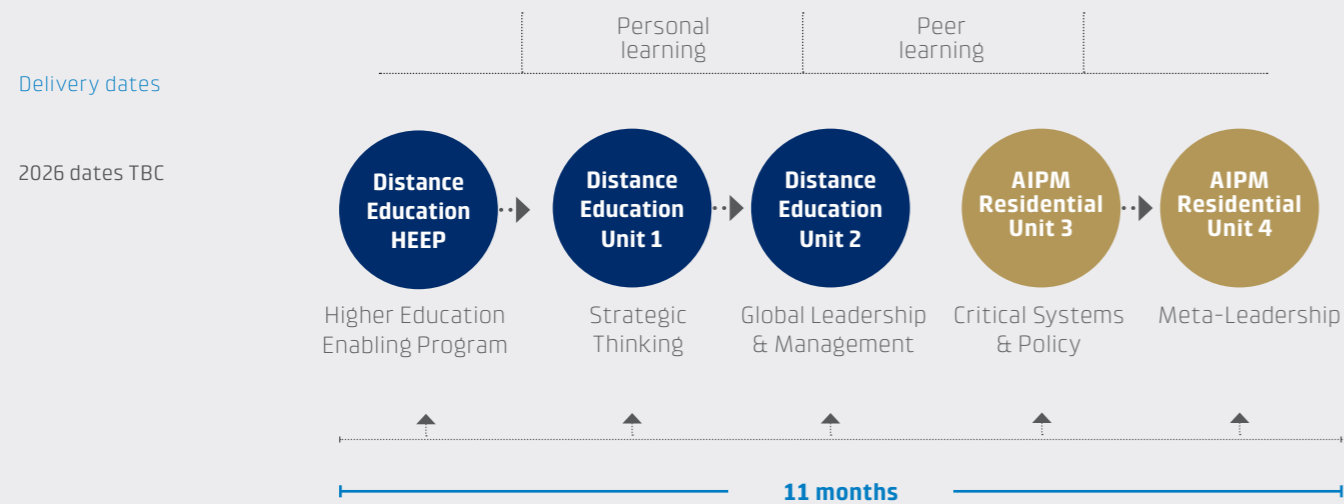 Personal
learning
Peer
learning
Delivery dates
2026 dates TBC
Distance
Education
HEEP
Distance
Education
Unit 1
Distance
Education
Unit 2
AIPM
Residential
Unit 3
AIPM
Residential
Unit 4
Higher Education
Enabling Program
Strategic
Thinking
Global Leadership
& Management
Critical Systems
& Policy
Meta-Leadership
11 months